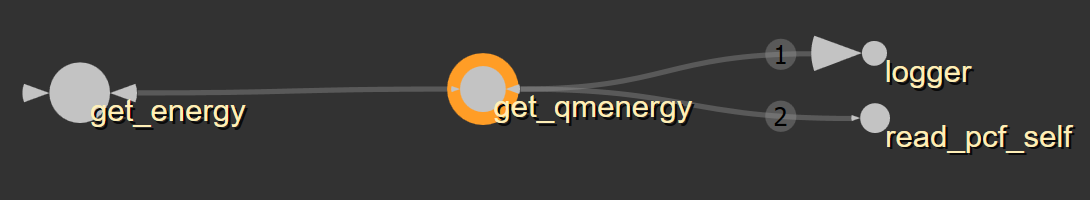 get_energy
get_qmenergy
1
logger
2
read_pcf_self